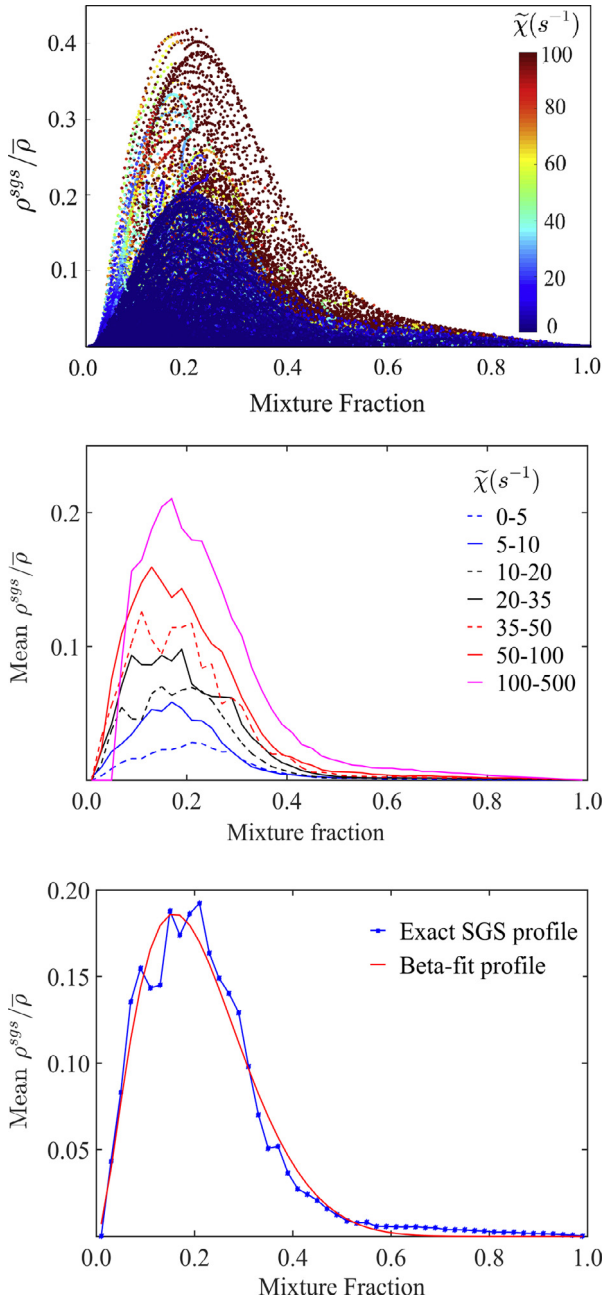 χ̃(s⁻¹)
0.4
100
0.3
80
ρˢᵍˢ/ρ̄
60
0.2
40
0.1
20
0
0.0 0.2 0.4 0.6 0.8 1.0
Mixture Fraction
χ̃(s⁻¹)
0.2
0-5
5-10
10-20
20-35
35-50
50-100
100-500
Mean ρˢᵍˢ/ρ̄
0.1
0.0 0.2 0.4 0.6 0.8 1.0
Mixture fraction
0.20
Exact SGS profile
Beta-fit profile
0.15
Mean ρˢᵍˢ/ρ̄
0.10
0.05
0.0 0.2 0.4 0.6 0.8 1.0
Mixture Fraction